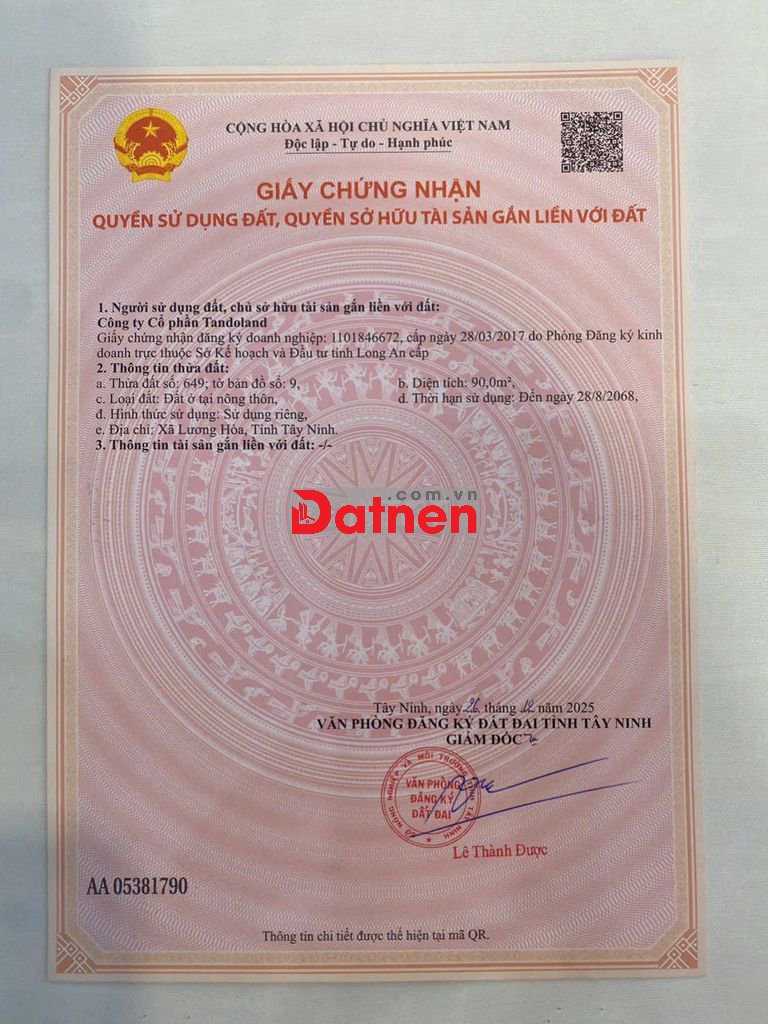 CỘNG HÒA XÃ HỘI CHỦ NGHĨA VIỆT NAM
Độc lập - Tự do - Hạnh phúc
GIẤY CHỨNG NHẬN
QUYỀN SỬ DỤNG ĐẤT, QUYỀN SỞ HỮU TÀI SẢN GẮN LIỀN VỚI ĐẤT
1. Người sử dụng đất, chủ sở hữu tài sản gắn liền với đất:
Công ty Cổ phần Tandoland
Giấy chứng nhận đăng ký doanh nghiệp: 1101846672, cấp ngày 28/03/2017 do Phòng Đăng ký kinh
doanh trực thuộc Sở Kế hoạch và Đầu tư tỉnh Long An cấp
2. Thông tin thửa đất:
a. Thửa đất số: 649; tờ bản đồ số: 9, b. Diện tích: 90,0m²,
c. Loại đất: Đất ở tại nông thôn, d. Thời hạn sử dụng: Đến ngày 28/8/2068,
đ. Hình thức sử dụng: Sử dụng riêng,
e. Địa chỉ: Xã Lương Hòa, Tỉnh Tây Ninh.
3. Thông tin tài sản gắn liền với đất: -/-
.com.vn
Datnen
Tây Ninh, ngày 26 tháng 12 năm 2025
VĂN PHÒNG ĐĂNG KÝ ĐẤT ĐAI TỈNH TÂY NINH
GIÁM ĐỐC
SỞ NÔNG NGHIỆP VÀ MÔI TRƯỜNG TỈNH TÂY NINH
VĂN PHÒNG
ĐĂNG KÝ
ĐẤT ĐAI
Lê Thành Được
AA 05381790
Thông tin chi tiết được thể hiện tại mã QR.